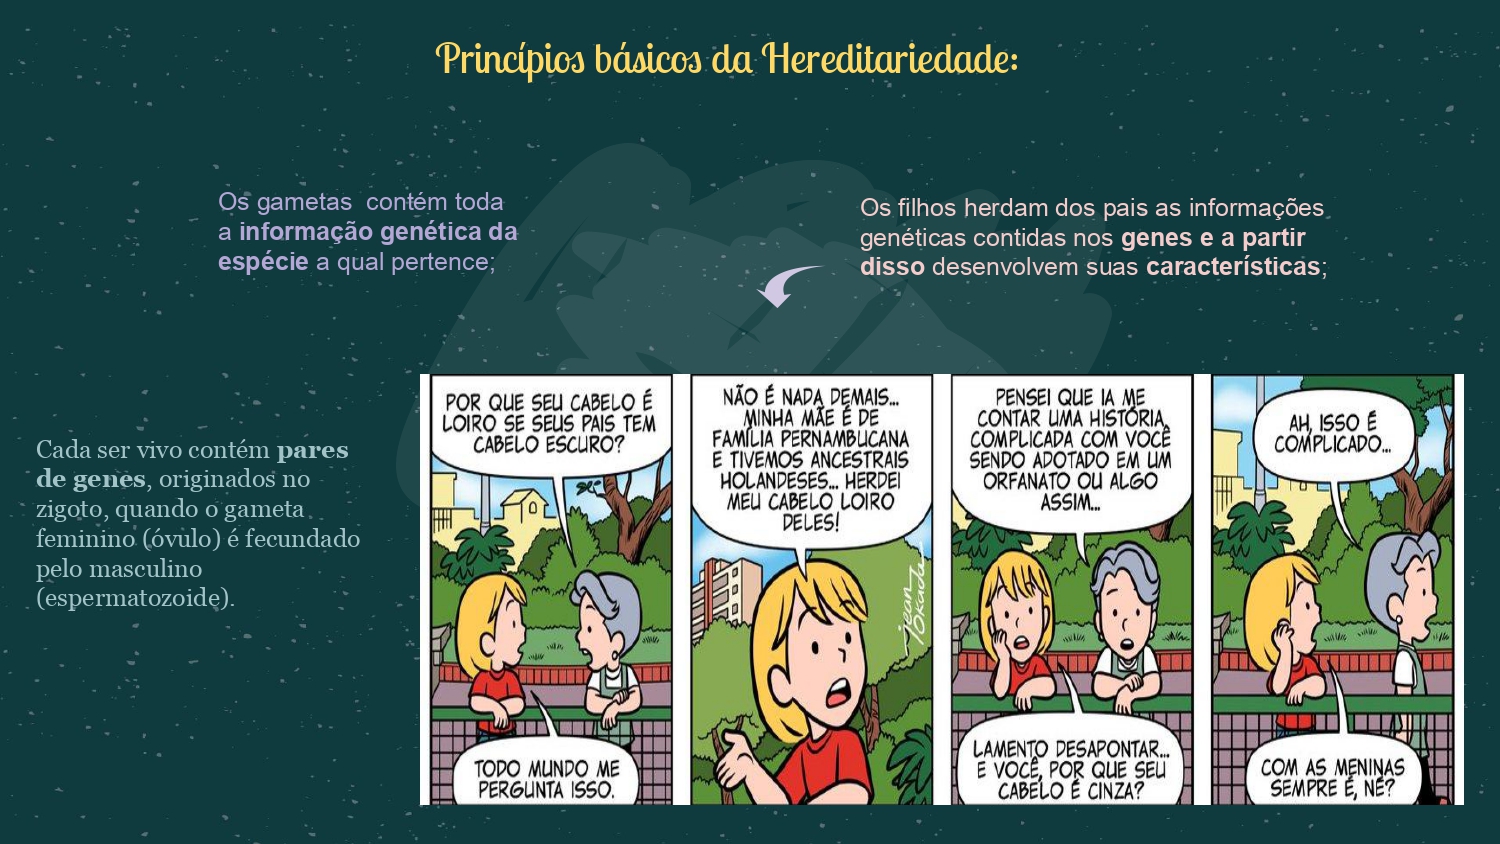 Princípios básicos da Hereditariedade:
Os gametas contém toda
a informação genética da
espécie a qual pertence;
Os filhos herdam dos pais as informações
genéticas contidas nos genes e a partir
disso desenvolvem suas características;
Cada ser vivo contém pares
de genes, originados no
zigoto, quando o gameta
feminino (óvulo) é fecundado
pelo masculino
(espermatozoide).
POR QUE SEU CABELO É
LOIRO SE SEUS PAIS TEM
CABELO ESCURO?
TODO MUNDO ME
PERGUNTA ISSO.
NÃO É NADA DEMAIS...
MINHA MÃE É DE
FAMÍLIA PERNAMBUCANA
E TIVEMOS ANCESTRAIS
HOLANDESES... HERDEI
MEU CABELO LOIRO
DELES!
jean
okada
PENSEI QUE IA ME
CONTAR UMA HISTÓRIA
COMPLICADA COM VOCÊ
SENDO ADOTADO EM UM
ORFANATO OU ALGO
ASSIM...
LAMENTO DESAPONTAR...
E VOCÊ, POR QUE SEU
CABELO É CINZA?
AH, ISSO É
COMPLICADO...
COM AS MENINAS
SEMPRE É, NÉ?